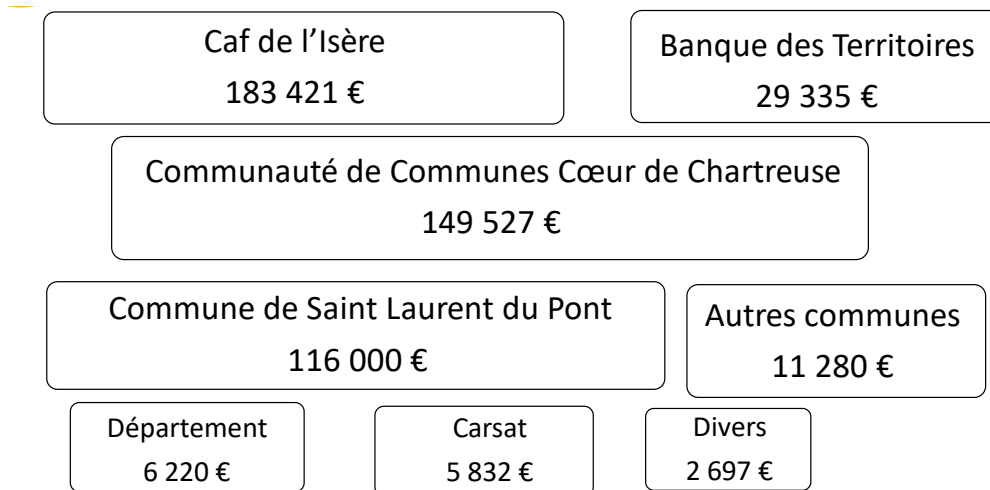 Caf de l’Isère
183 421 €
Banque des Territoires
29 335 €
Communauté de Communes Cœur de Chartreuse
149 527 €
Commune de Saint Laurent du Pont
116 000 €
Autres communes
11 280 €
Département
6 220 €
Carsat
5 832 €
Divers
2 697 €